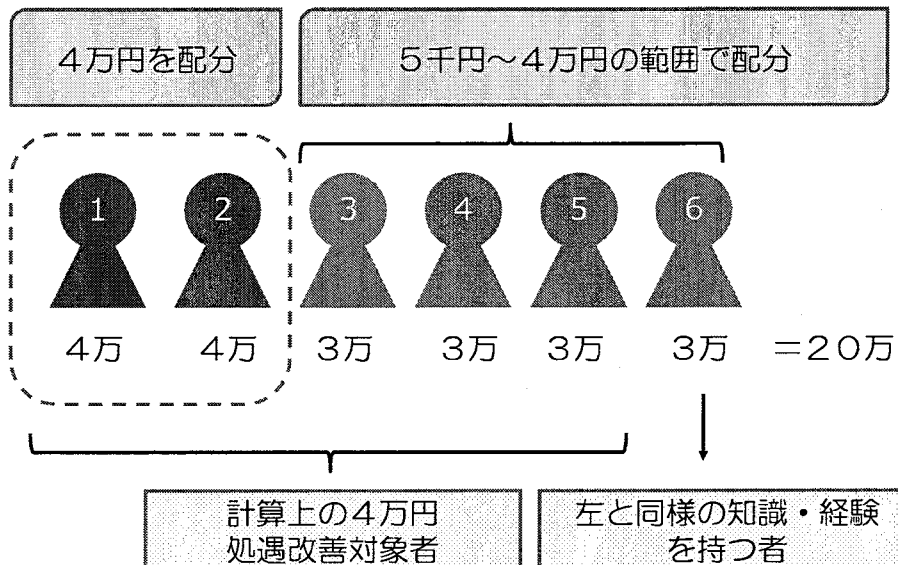 4万円を配分
5千円～4万円の範囲で配分
1 2 3 4 5 6
4万 4万 3万 3万 3万 3万 ＝20万
計算上の4万円
処遇改善対象者
左と同様の知識・経験
を持つ者